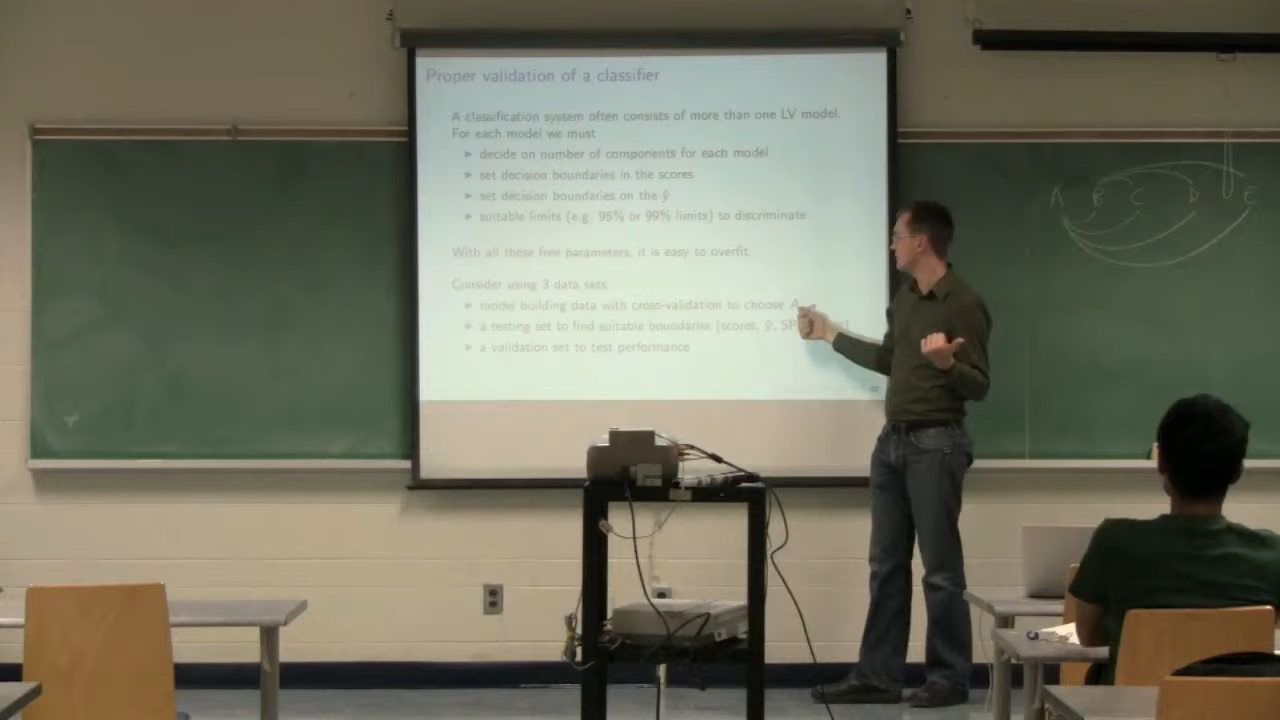 Proper validation of a classifier
A classification system often consists of more than one LV model.
For each model we must
► decide on number of components for each model
► set decision boundaries in the scores
► set decision boundaries on the ŷ
► suitable limits (e.g. 95% or 99% limits) to discriminate
With all these free parameters, it is easy to overfit.
Consider using 3 data sets
► model building data with cross-validation to choose A
► a testing set to find suitable boundaries (scores, ŷ,
► a validation set to test performance
A B C D E